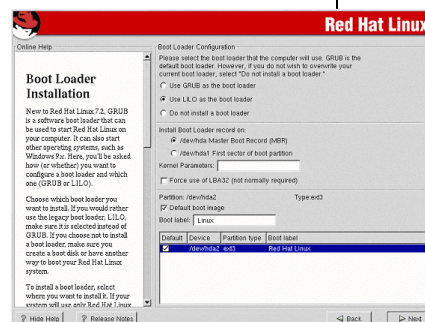 Red Hat Linux
Online Help
Boot Loader
Installation
New to Red Hat Linux 7.2, GRUB
is a software boot loader that can
be used to start Red Hat Linux on
your computer. It can also start
other operating systems, such as
Windows 9x. Here, you'll be asked
how (or whether) you want to
configure a boot loader and which
one (GRUB or LILO).
Choose which boot loader you
want to install. If you would rather
use the legacy boot loader, LILO,
make sure it is selected instead of
GRUB. If you choose not to install
a boot loader, make sure you
create a boot disk or have another
way to boot your Red Hat Linux
system.
To install a boot loader, select
where you want to install it. If your
system will use only Red Hat Linux
Hide Help
Release Notes
Boot Loader Configuration
Please select the boot loader that the computer will use. GRUB is the
default boot loader. However, if you do not wish to overwrite your
current boot loader, select "Do not install a boot loader."
Use GRUB as the boot loader
Use LILO as the boot loader
Do not install a boot loader
Install Boot Loader record on:
/dev/hda Master Boot Record (MBR)
/dev/hda1 First sector of boot partition
Kernel Parameters:
Force use of LBA32 (not normally required)
Partition: /dev/hda2 Type:ext3
Default boot image
Boot label: Linux
Default Device Partition type Boot label
/dev/hda2 ext3 Red Hat Linux
Back
Next